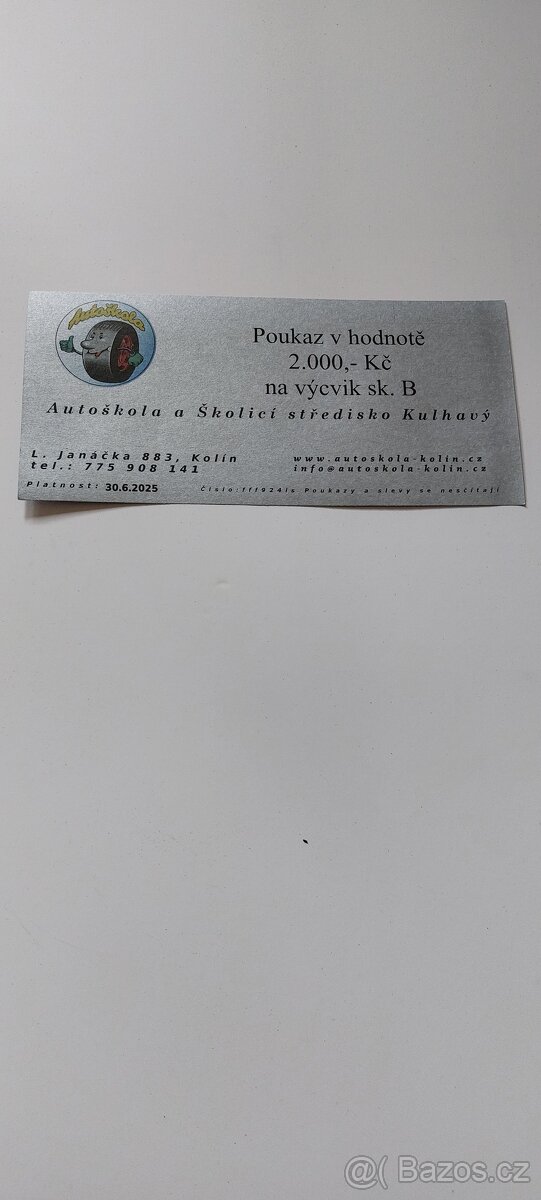 Autoškola
Poukaz v hodnotě
2.000,- Kč
na výcvik sk. B
Autoškola a Školicí středisko Kulhavý
L. Janáčka 883, Kolín
www.autoskola-kolin.cz
tel.: 775 908 141
info@autoskola-kolin.cz
Platnost: 30.6.2025
Číslo:fff924ls Poukazy a slevy se nesčítají
@( Bazos.cz